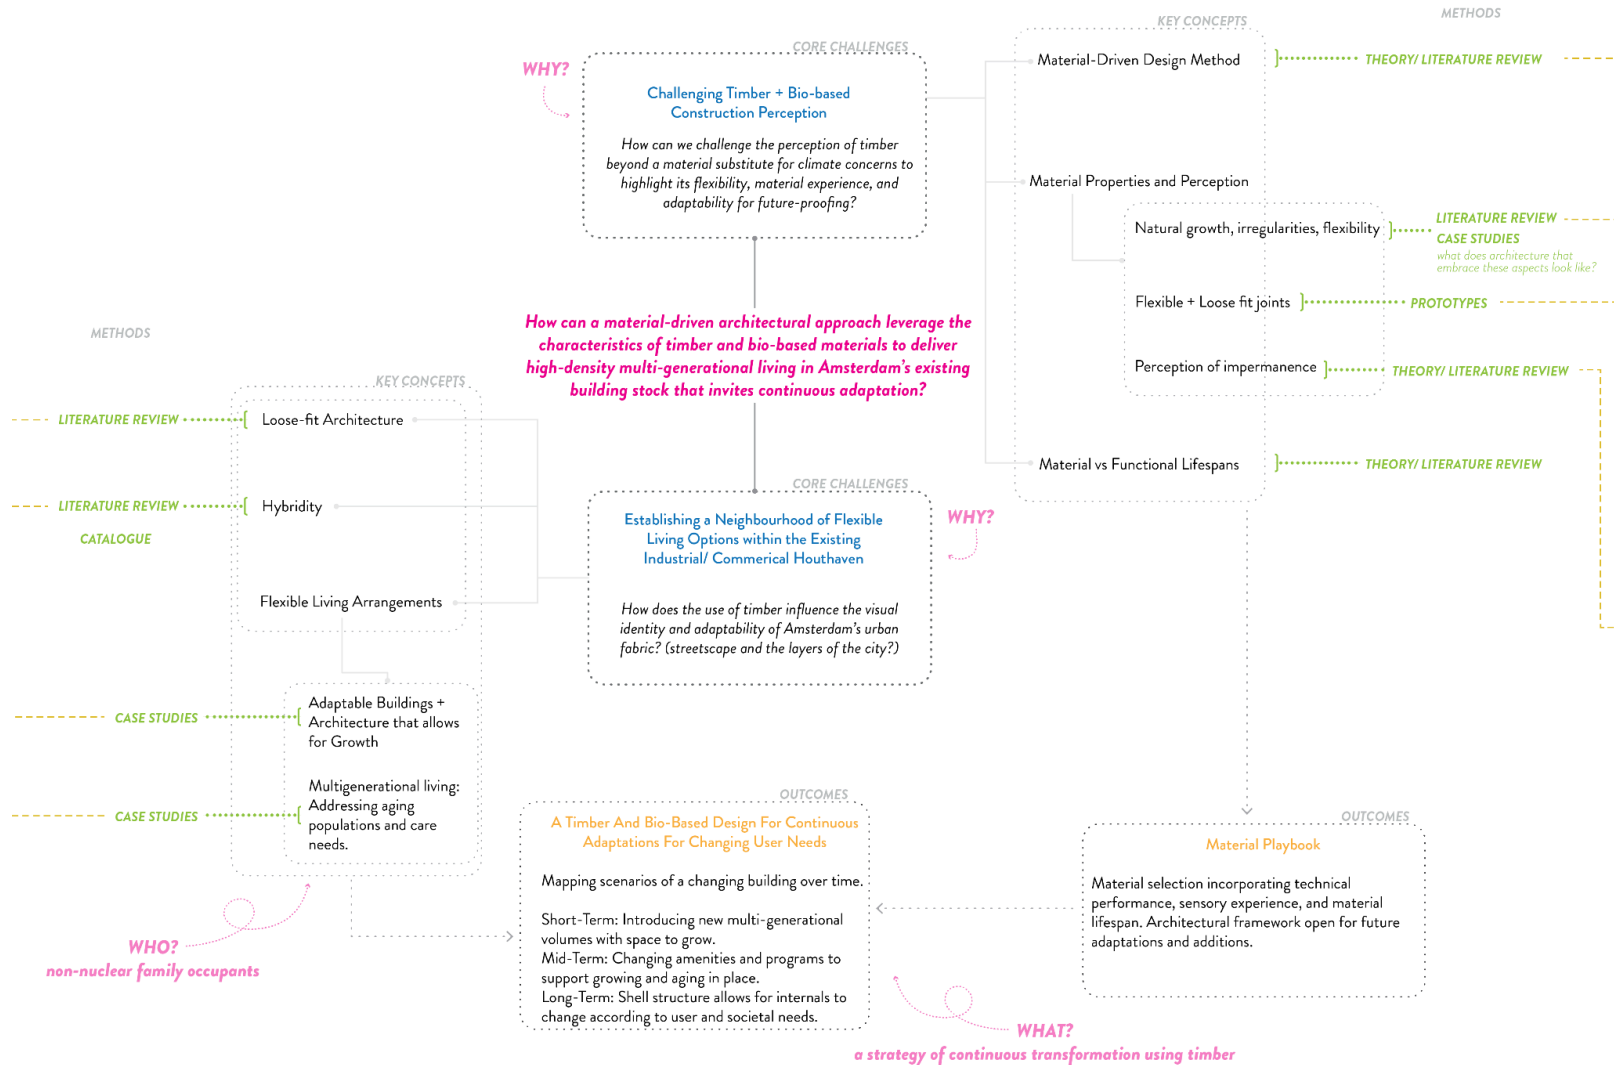 METHODS
KEY CONCEPTS
CORE CHALLENGES
WHY?
Challenging Timber + Bio-based
Construction Perception
How can we challenge the perception of timber
beyond a material substitute for climate concerns to
highlight its flexibility, material experience, and
adaptability for future-proofing?
Material-Driven Design Method
THEORY/ LITERATURE REVIEW
Material Properties and Perception
Natural growth, irregularities, flexibility
LITERATURE REVIEW
CASE STUDIES
what does architecture that
embrace these aspects look like?
Flexible + Loose fit joints
PROTOTYPES
Perception of impermanence
THEORY/ LITERATURE REVIEW
Material vs Functional Lifespans
THEORY/ LITERATURE REVIEW
How can a material-driven architectural approach leverage the
characteristics of timber and bio-based materials to deliver
high-density multi-generational living in Amsterdam's existing
building stock that invites continuous adaptation?
METHODS
KEY CONCEPTS
LITERATURE REVIEW
Loose-fit Architecture
LITERATURE REVIEW
Hybridity
CATALOGUE
Flexible Living Arrangements
CASE STUDIES
Adaptable Buildings +
Architecture that allows
for Growth
CASE STUDIES
Multigenerational living:
Addressing aging
populations and care
needs.
CORE CHALLENGES
WHY?
Establishing a Neighbourhood of Flexible
Living Options within the Existing
Industrial/ Commerical Houthaven
How does the use of timber influence the visual
identity and adaptability of Amsterdam's urban
fabric? (streetscape and the layers of the city?)
WHO?
non-nuclear family occupants
OUTCOMES
A Timber And Bio-Based Design For Continuous
Adaptations For Changing User Needs
Mapping scenarios of a changing building over time.
Short-Term: Introducing new multi-generational
volumes with space to grow.
Mid-Term: Changing amenities and programs to
support growing and aging in place.
Long-Term: Shell structure allows for internals to
change according to user and societal needs.
OUTCOMES
Material Playbook
Material selection incorporating technical
performance, sensory experience, and material
lifespan. Architectural framework open for future
adaptations and additions.
WHAT?
a strategy of continuous transformation using timber